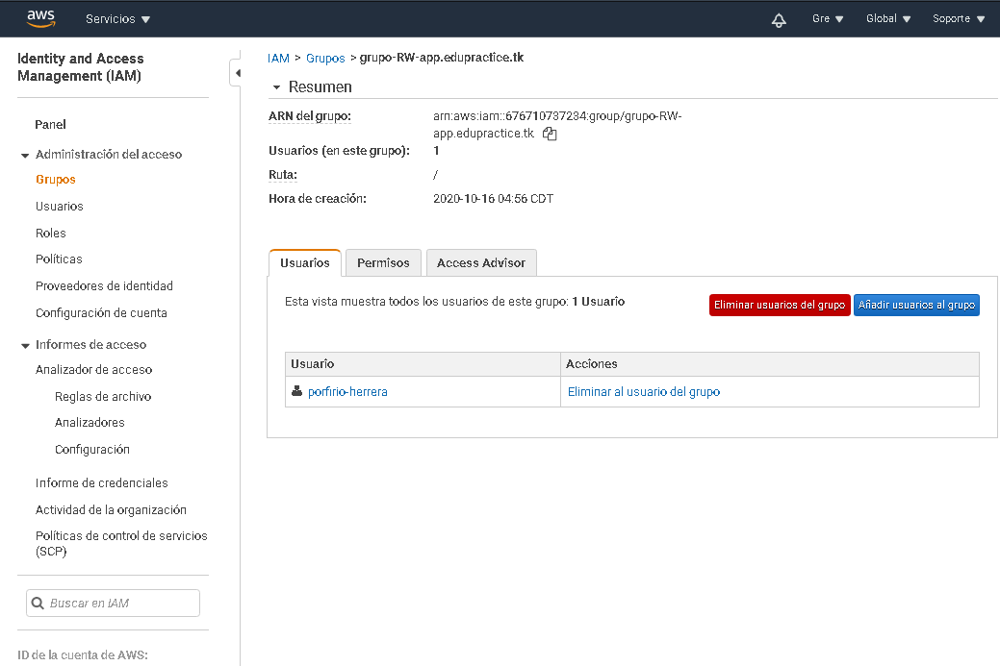 aws Servicios Gre Global Soporte
Identity and Access
Management (IAM)
Panel
Administración del acceso
Grupos
Usuarios
Roles
Políticas
Proveedores de identidad
Configuración de cuenta
Informes de acceso
Analizador de acceso
Reglas de archivo
Analizadores
Configuración
Informe de credenciales
Actividad de la organización
Políticas de control de servicios
(SCP)
Buscar en IAM
ID de la cuenta de AWS:
IAM > Grupos > grupo-RW-app.edupractice.tk
Resumen
ARN del grupo: arn:aws:iam::676710737234:group/grupo-RW-
app.edupractice.tk
Usuarios (en este grupo): 1
Ruta: /
Hora de creación: 2020-10-16 04:56 CDT
Usuarios Permisos Access Advisor
Esta vista muestra todos los usuarios de este grupo: 1 Usuario Eliminar usuarios del grupo Añadir usuarios al grupo
Usuario Acciones
porfirio-herrera Eliminar al usuario del grupo